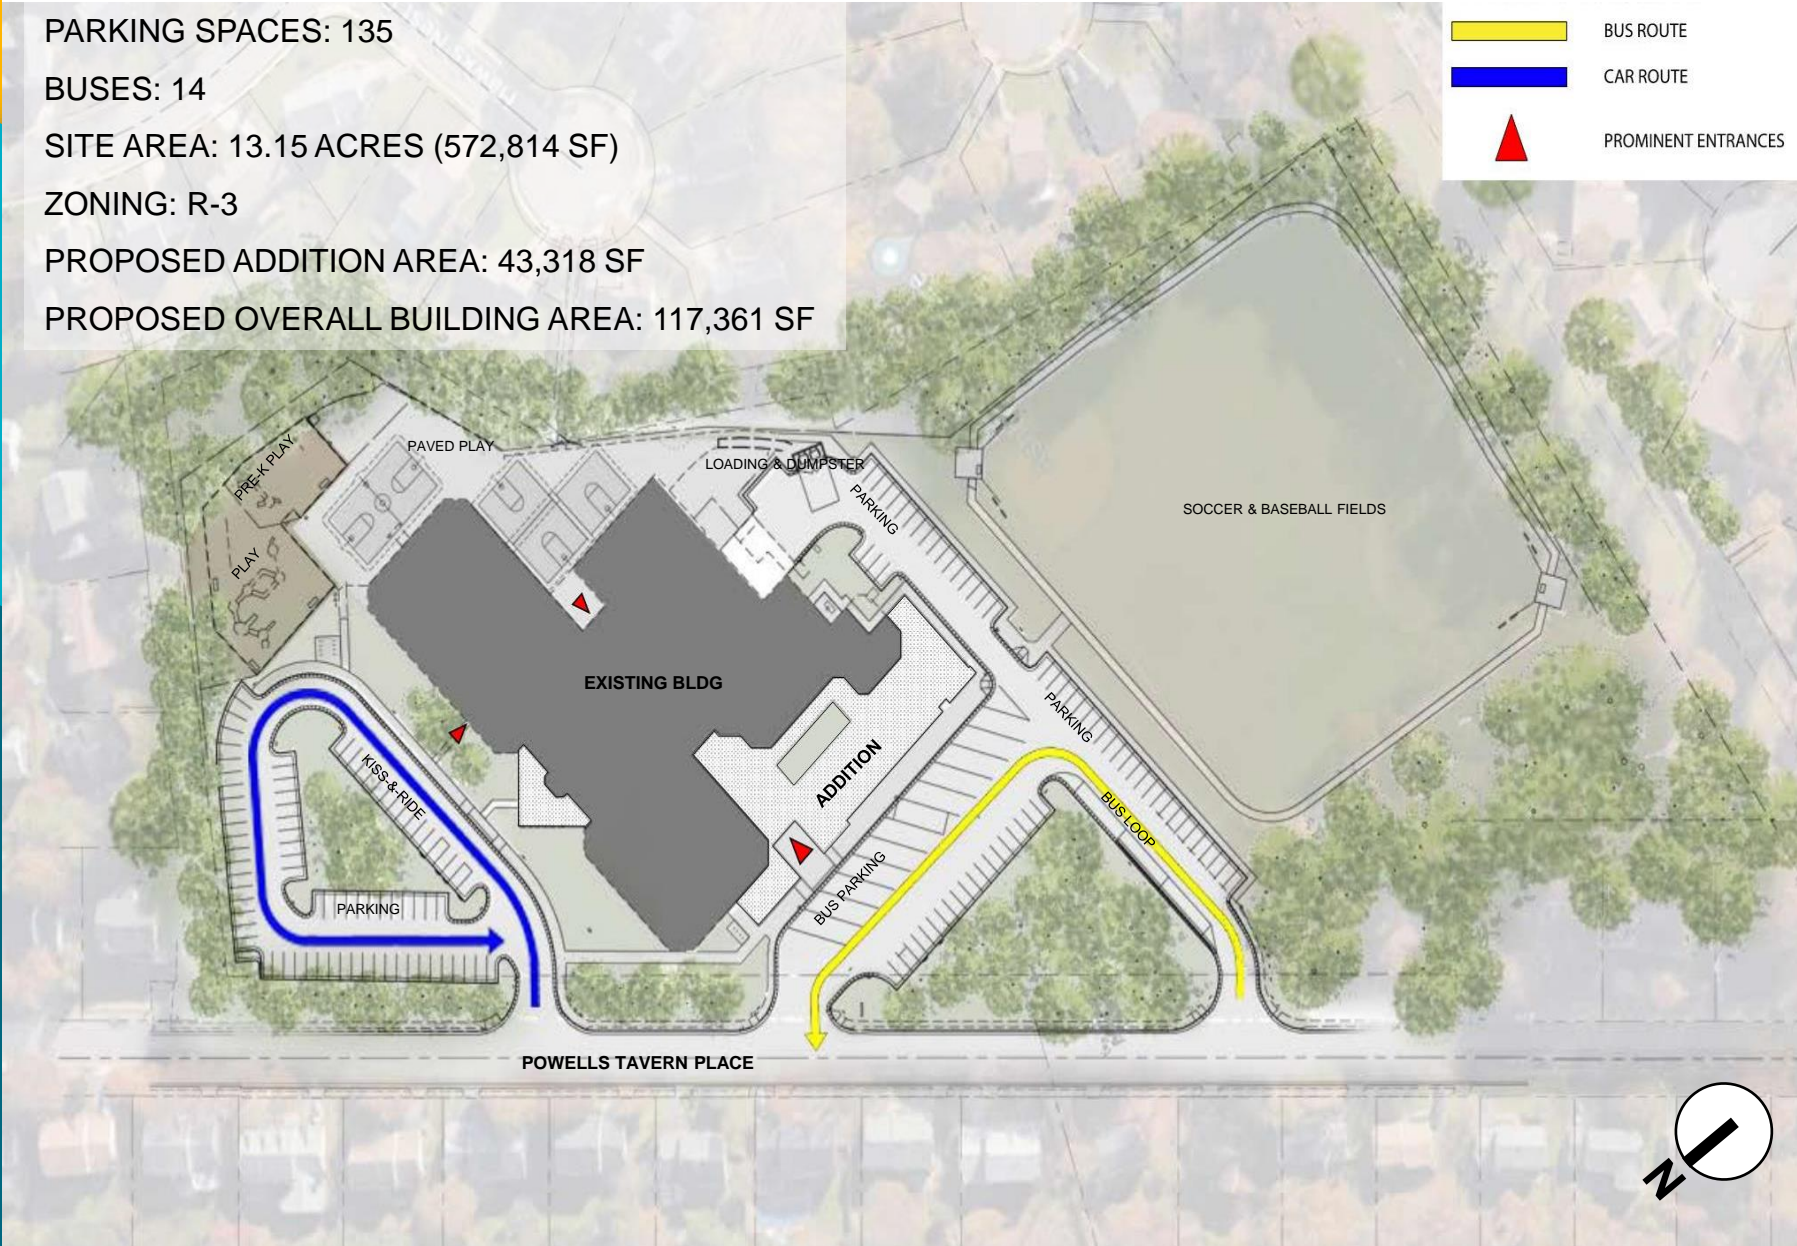 PARKING SPACES: 135
BUSES: 14
SITE AREA: 13.15 ACRES (572,814 SF)
ZONING: R-3
PROPOSED ADDITION AREA: 43,318 SF
PROPOSED OVERALL BUILDING AREA: 117,361 SF
BUS ROUTE
CAR ROUTE
PROMINENT ENTRANCES
PRE-K PLAY
PAVED PLAY
LOADING & DUMPSTER
PARKING
SOCCER & BASEBALL FIELDS
PLAY
EXISTING BLDG
PARKING
KISS-&-RIDE
ADDITION
BUS LOOP
BUS PARKING
PARKING
POWELLS TAVERN PLACE
N